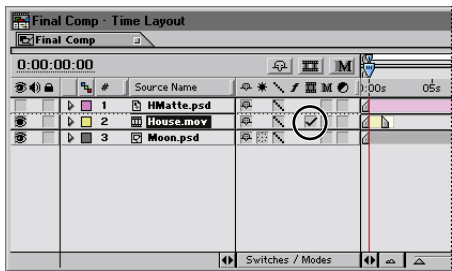 Final Comp · Time Layout
Final Comp
0:00:00:00
M
# Source Name M :00s 05s
1 HMatte.psd
2 House.mov
3 Moon.psd
Switches / Modes